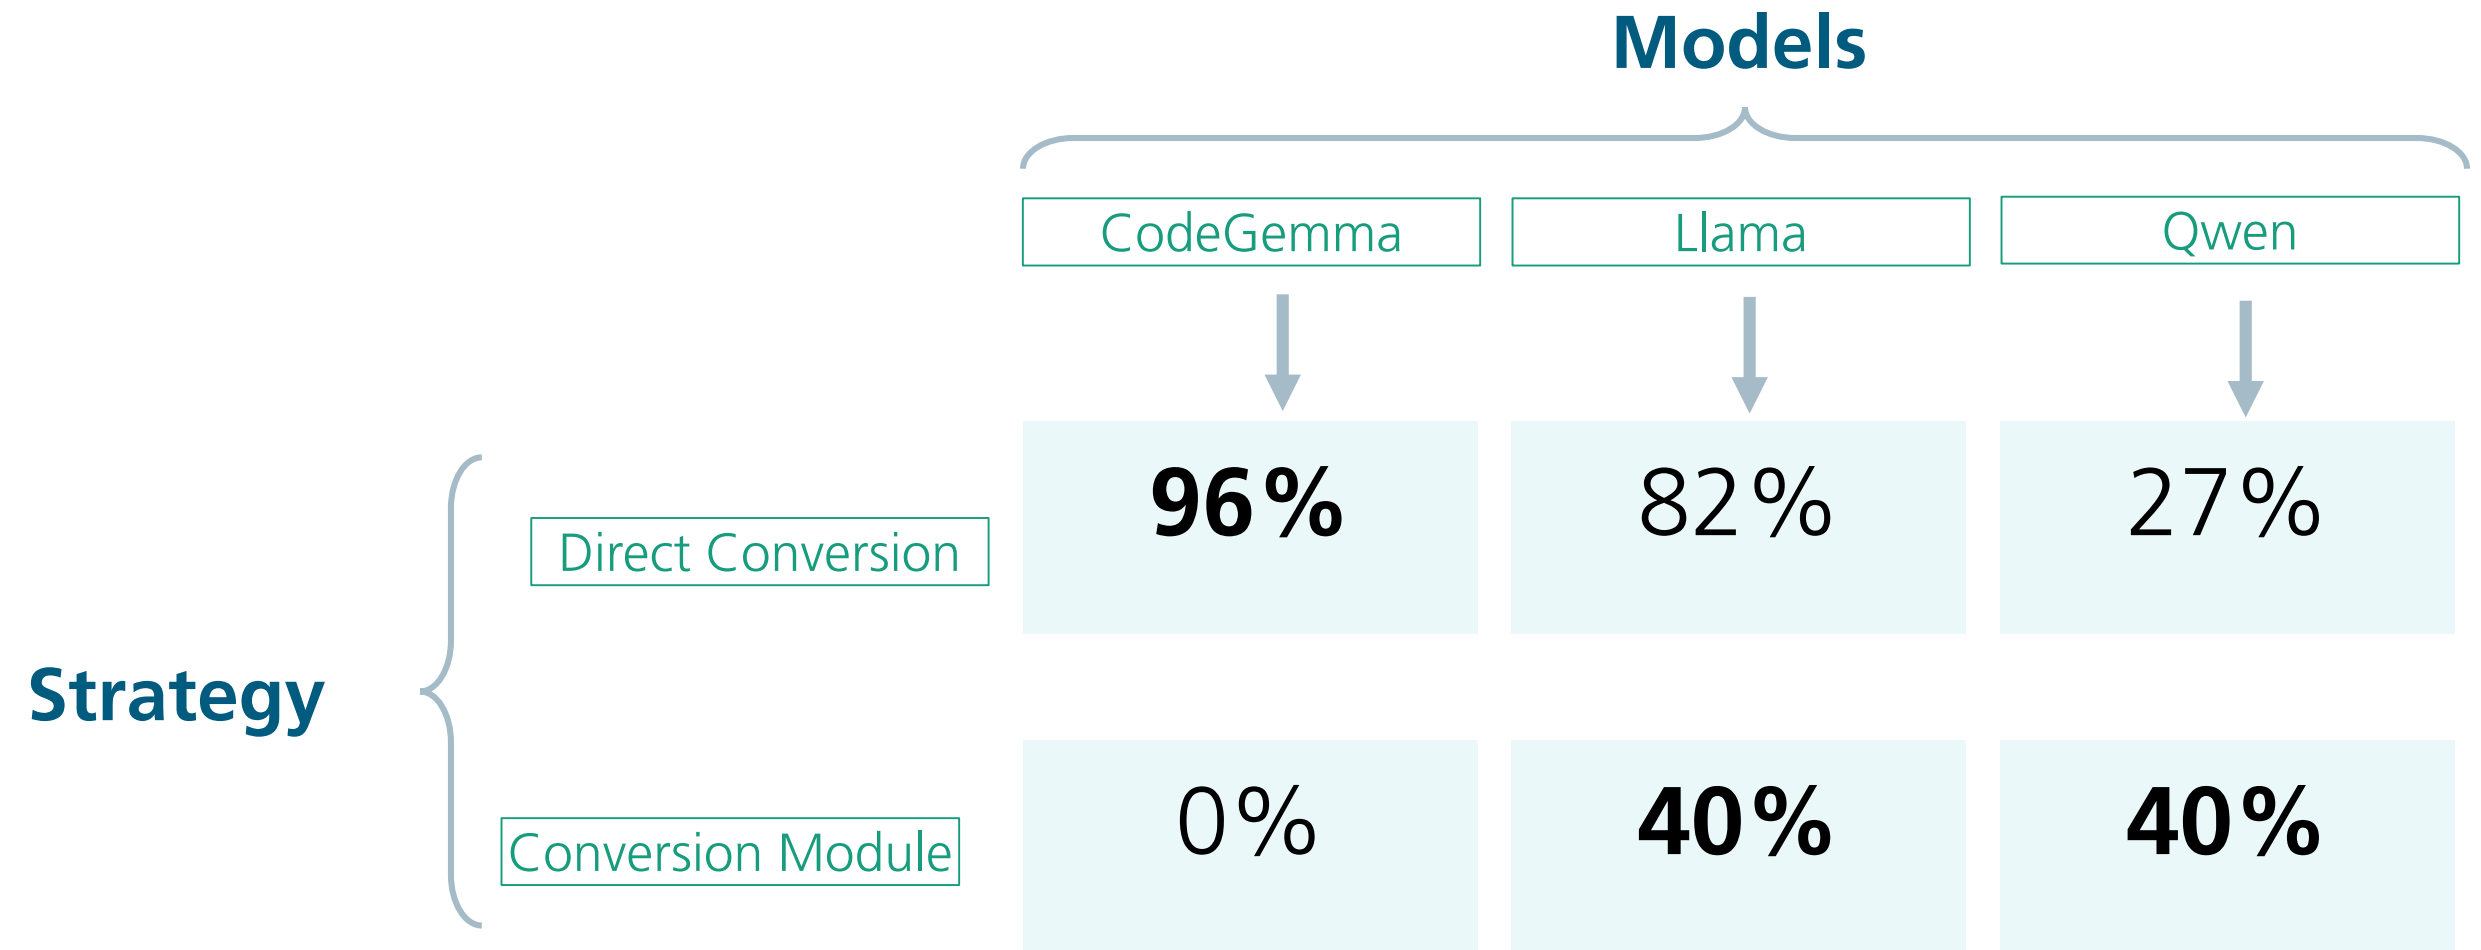 Models
CodeGemma Llama Qwen
96% 82% 27%
Direct Conversion
Strategy
0% 40% 40%
Conversion Module